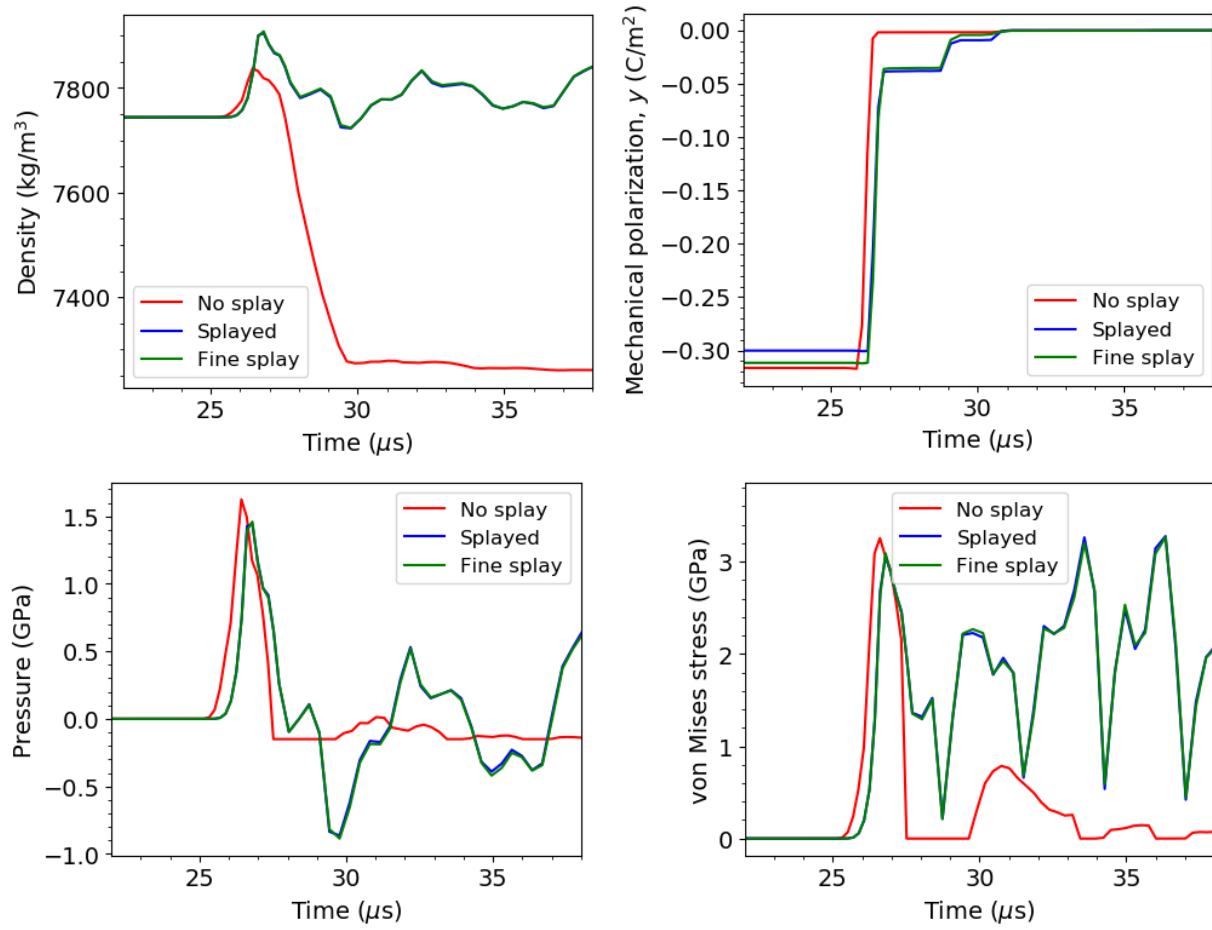 Density (kg/m³)
7800
7600
7400
No splay
Splayed
Fine splay
25
30
35
Time (μs)
Mechanical polarization, y (C/m²)
0.00
−0.05
−0.10
−0.15
−0.20
−0.25
−0.30
No splay
Splayed
Fine splay
25
30
35
Time (μs)
Pressure (GPa)
1.5
1.0
0.5
0.0
−0.5
−1.0
No splay
Splayed
Fine splay
25
30
35
Time (μs)
von Mises stress (GPa)
3
2
1
0
No splay
Splayed
Fine splay
25
30
35
Time (μs)